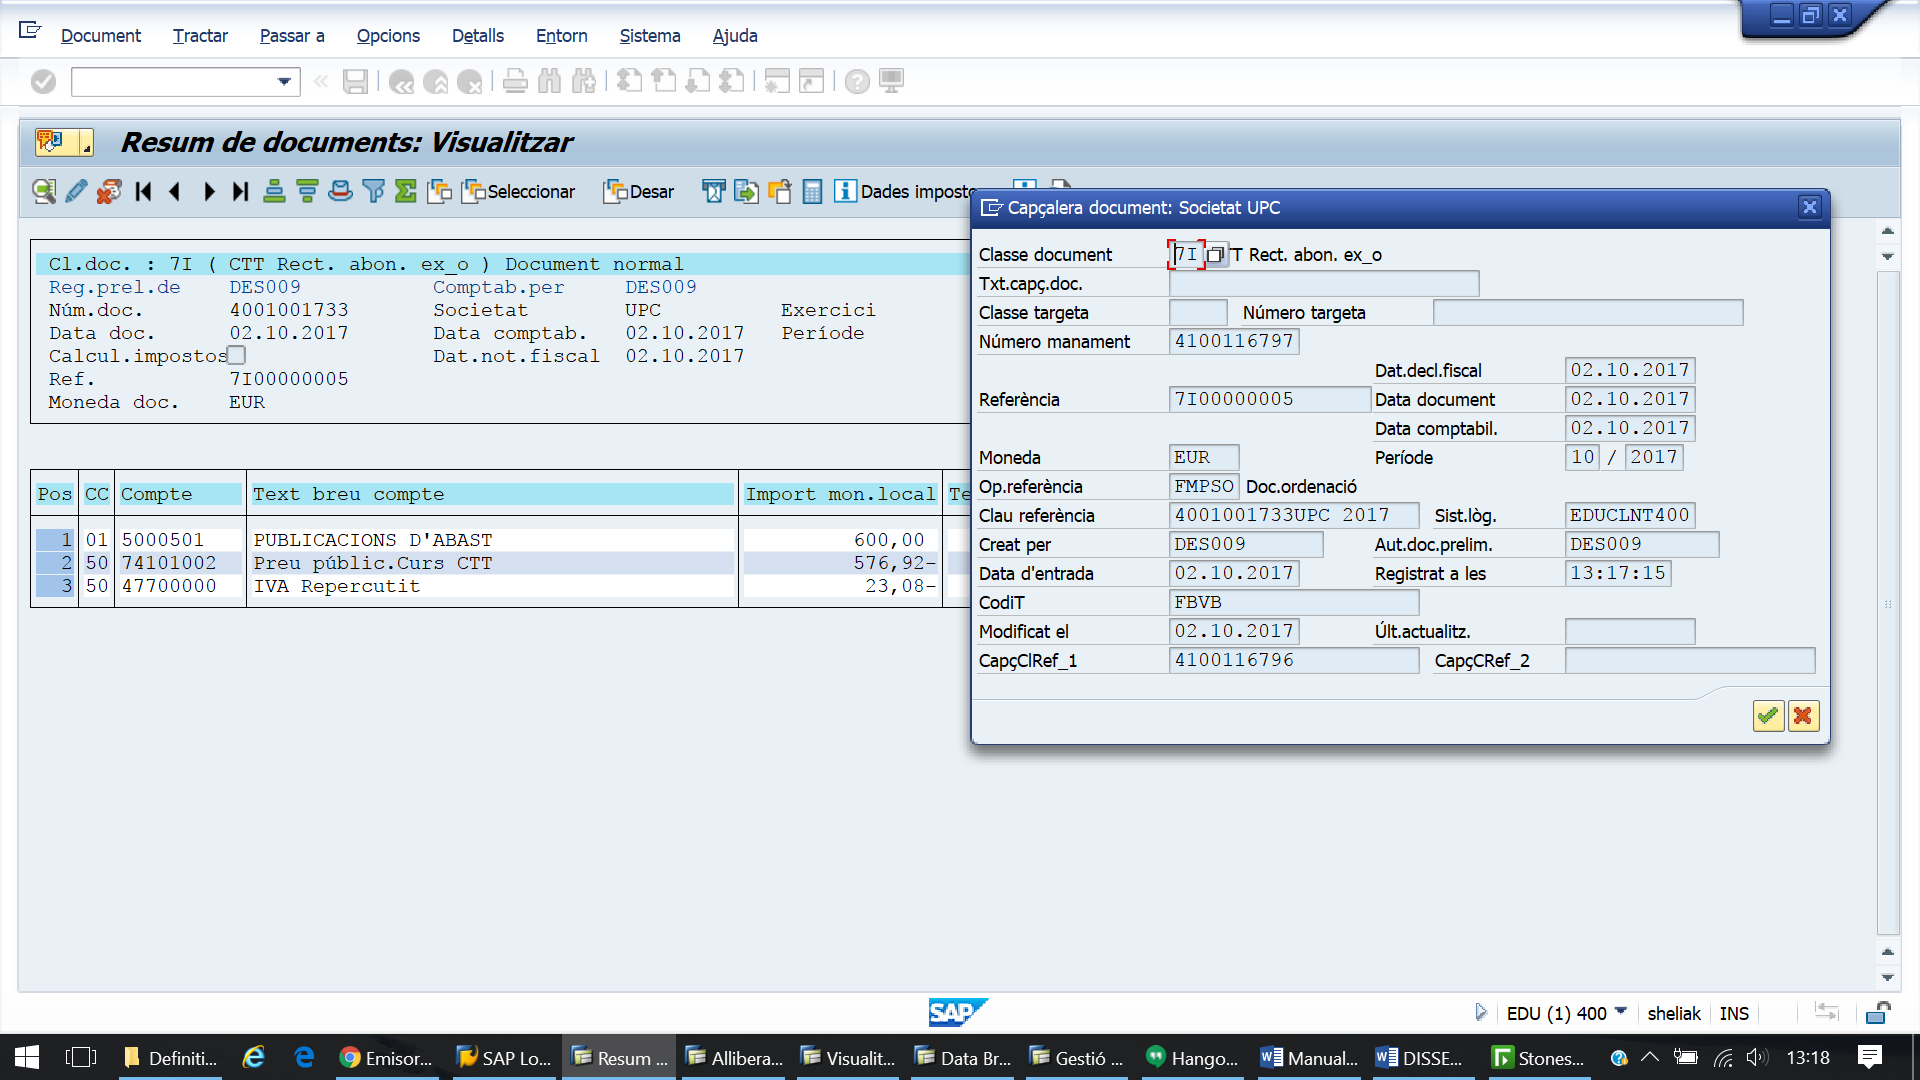 Document Tractar Passar a Opcions Detalls Entorn Sistema Ajuda
Resum de documents: Visualitzar
Seleccionar Desar Dades imposto
Cl.doc. : 7I ( CTT Rect. abon. ex_o ) Document normal
Reg.prel.de DES009 Comptab.per DES009
Núm.doc. 4001001733 Societat UPC Exercici
Data doc. 02.10.2017 Data comptab. 02.10.2017 Període
Calcul.impostos Dat.not.fiscal 02.10.2017
Ref. 7I00000005
Moneda doc. EUR
Pos CC Compte Text breu compte Import mon.local Te
1 01 5000501 PUBLICACIONS D'ABAST 600,00
2 50 74101002 Preu públic.Curs CTT 576,92-
3 50 47700000 IVA Repercutit 23,08-
Capçalera document: Societat UPC
Classe document 7I T Rect. abon. ex_o
Txt.capç.doc.
Classe targeta Número targeta
Número manament 4100116797
Dat.decl.fiscal 02.10.2017
Referència 7I00000005 Data document 02.10.2017
Data comptabil. 02.10.2017
Moneda EUR Període 10 / 2017
Op.referència FMPSO Doc.ordenació
Clau referència 4001001733UPC 2017 Sist.lòg. EDUCLNT400
Creat per DES009 Aut.doc.prelim. DES009
Data d'entrada 02.10.2017 Registrat a les 13:17:15
CodiT FBVB
Modificat el 02.10.2017 Últ.actualitz.
CapçClRef_1 4100116796 CapçCRef_2
SAP
EDU (1) 400 sheliak INS
Definiti... Emisor... SAP Lo... Resum ... Allibera... Visualit... Data Br... Gestió ... Hango... Manual... DISSE... Stones... 13:18